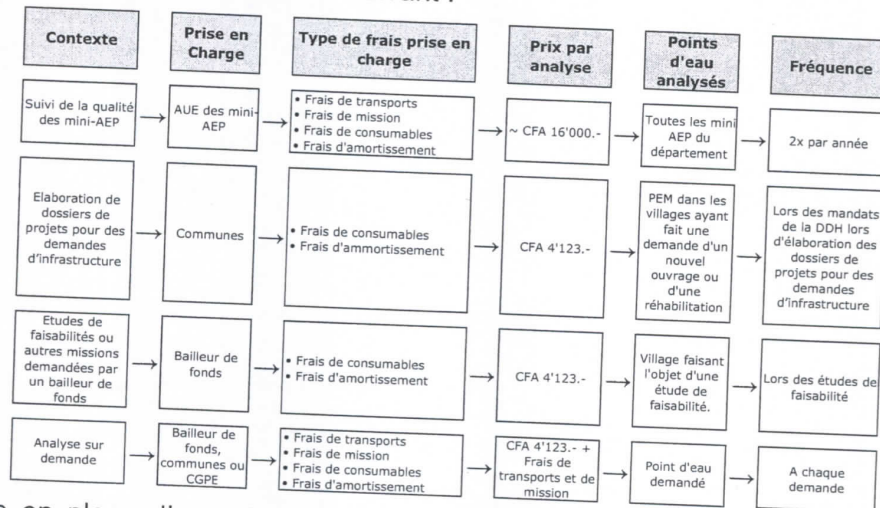 Contexte
Prise en
Charge
Type de frais prise en
charge
Prix par
analyse
Points
d'eau
analysés
Fréquence
Suivi de la qualité
des mini-AEP
AUE des mini-
AEP
• Frais de transports
• Frais de mission
• Frais de consumables
• Frais d'amortissement
~ CFA 16'000.-
Toutes les mini
AEP du
département
2x par année
Elaboration de
dossiers de
projets pour des
demandes
d'infrastructure
Communes
• Frais de consumables
• Frais d'ammortissement
CFA 4'123.-
PEM dans les
villages ayant
fait une
demande d'un
nouvel
ouvrage ou
d'une
réhabilitation
Lors des mandats
de la DDH lors
d'élaboration des
dossiers de
projets pour des
demandes
d'infrastructure
Etudes de
faisabilités ou
autres missions
demandées par
un bailleur de
fonds
Bailleur de
fonds
• Frais de consumables
• Frais d'amortissement
CFA 4'123.-
Village faisant
l'objet d'une
étude de
faisabilité.
Lors des études de
faisabilité
Analyse sur
demande
Bailleur de
fonds,
communes ou
CGPE
• Frais de transports
• Frais de mission
• Frais de consumables
• Frais d'amortissement
CFA 4'123.- +
Frais de
transports et de
mission
Point d'eau
demandé
A chaque
demande